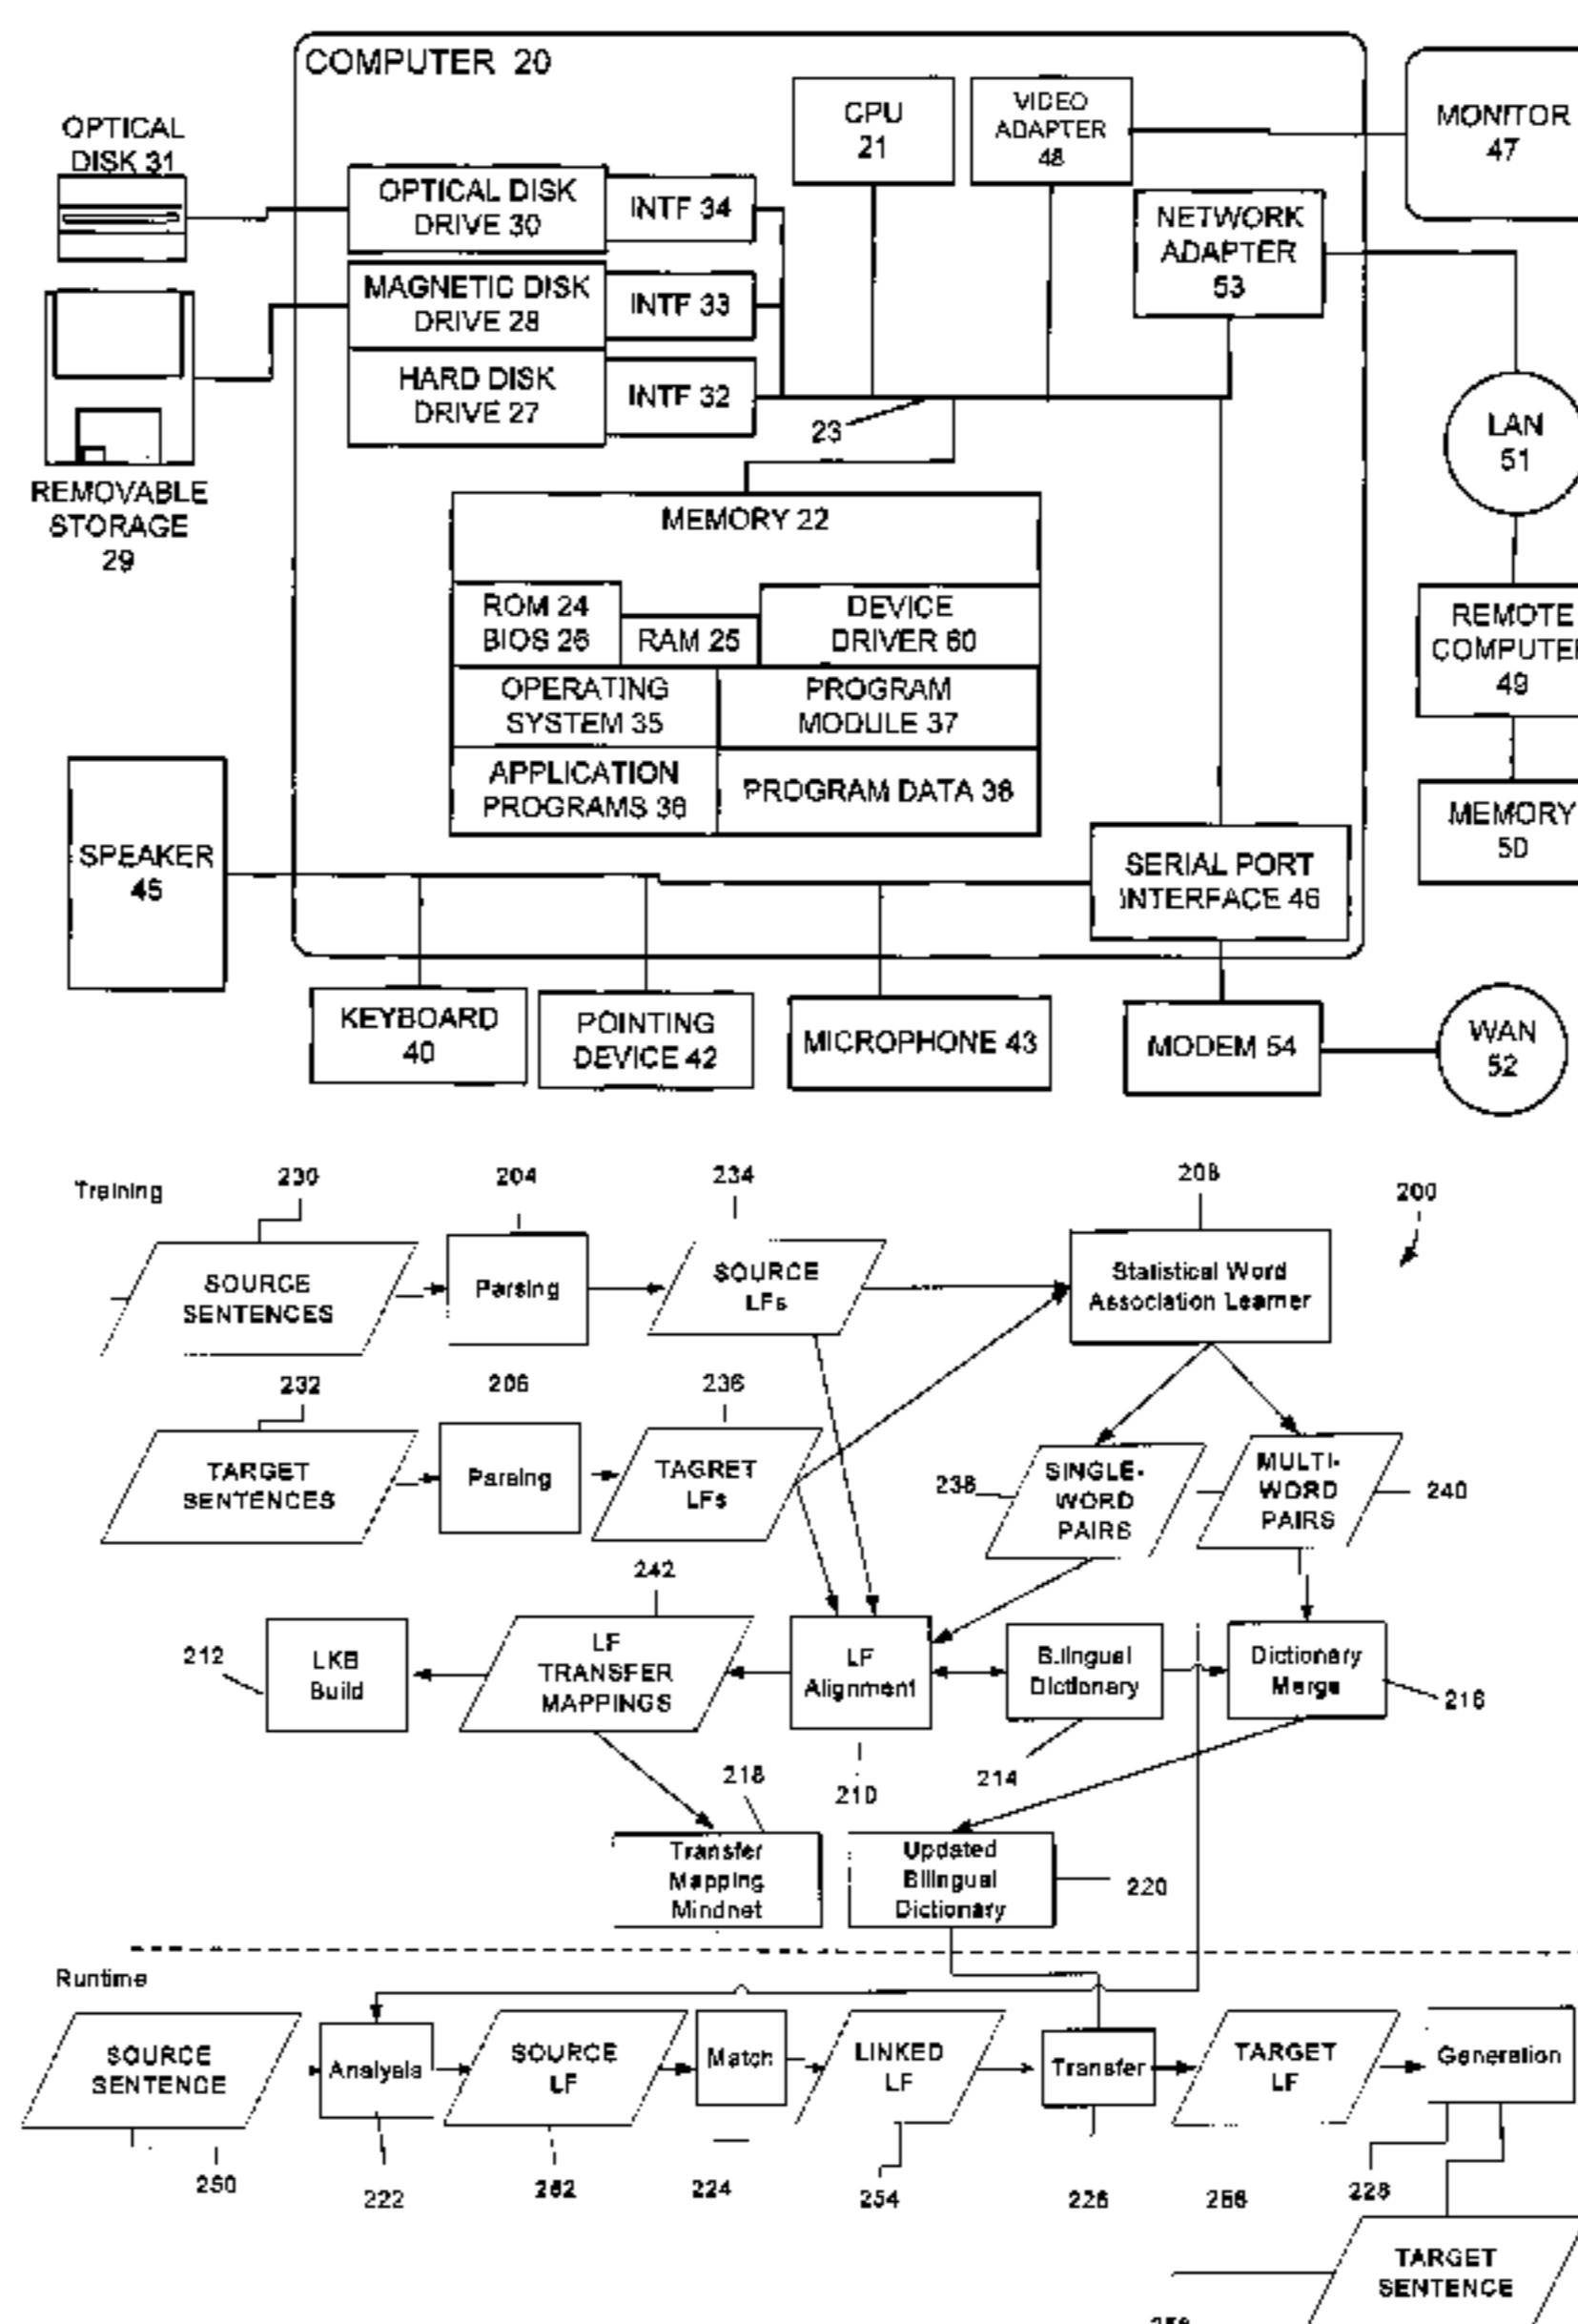 COMPUTER 20
OPTICAL
DISK 31
CPU
21
VIDEO
ADAPTER
48
MONITOR
47
OPTICAL DISK
DRIVE 30
INTF 34
NETWORK
ADAPTER
53
MAGNETIC DISK
DRIVE 28
INTF 33
HARD DISK
DRIVE 27
INTF 32
23
LAN
51
REMOVABLE
STORAGE
29
MEMORY 22
ROM 24
BIOS 26
RAM 25
DEVICE
DRIVER 60
REMOTE
COMPUTER
49
OPERATING
SYSTEM 35
PROGRAM
MODULE 37
APPLICATION
PROGRAMS 36
PROGRAM DATA 38
MEMORY
50
SPEAKER
45
SERIAL PORT
INTERFACE 46
KEYBOARD
40
POINTING
DEVICE 42
MICROPHONE 43
MODEM 54
WAN
52
Training
230
204
234
208
200
SOURCE
SENTENCES
Parsing
SOURCE
LFs
Statistical Word
Association Learner
232
206
236
TARGET
SENTENCES
Parsing
TAGRET
LFs
238
SINGLE-
WORD
PAIRS
MULTI-
WORD
PAIRS
240
242
212
LKB
Build
LF
TRANSFER
MAPPINGS
LF
Alignment
Bilingual
Dictionary
Dictionary
Merge
216
218
210
214
Transfer
Mapping
Mindnet
Updated
Bilingual
Dictionary
220
Runtime
SOURCE
SENTENCE
Analysis
SOURCE
LF
Match
LINKED
LF
Transfer
TARGET
LF
Generation
250
222
252
224
254
226
256
228
TARGET
SENTENCE